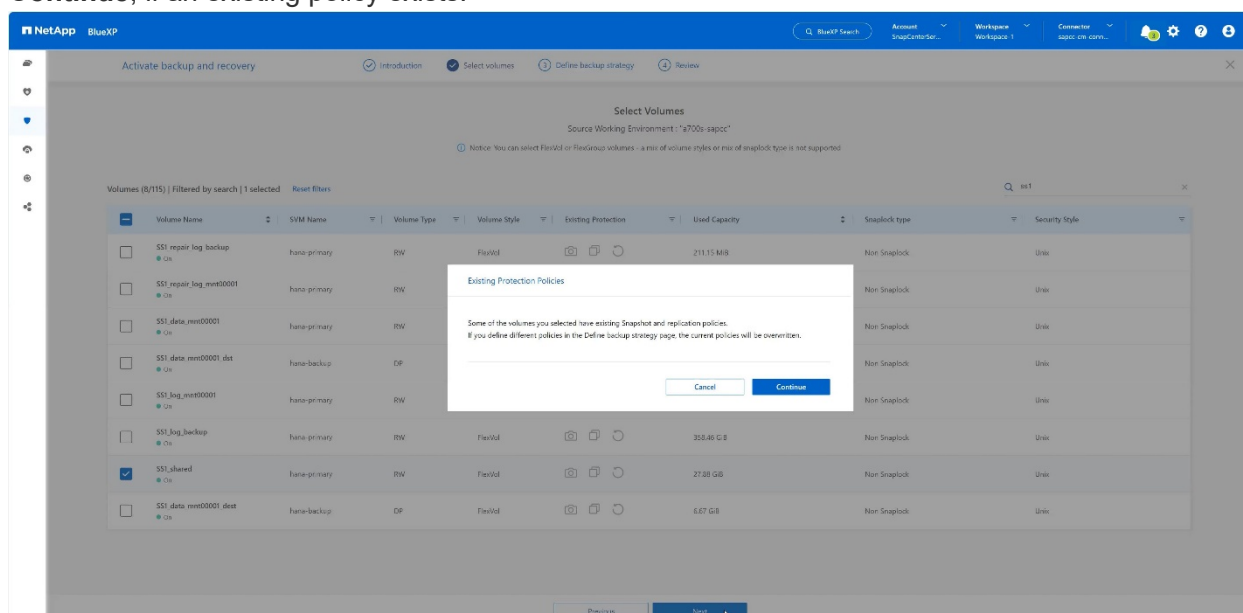 Continue, if an existing policy exists.
NetApp BlueXP
BlueXP Search
Account
SnapCenterSer...
Workspace
Workspace-1
Connector
sapcc-cm-conn...
Activate backup and recovery
Introduction
Select volumes
3 Define backup strategy
4 Review
Select Volumes
Source Working Environment : "a700s-sapcc"
Notice: You can select FlexVol or FlexGroup volumes - a mix of volume styles or mix of snaplock type is not supported
Volumes (8/115) | Filtered by search | 1 selected Reset filters
ss1
Volume Name SVM Name Volume Type Volume Style Existing Protection Used Capacity Snaplock type Security Style
SS1_repair_log_backup
On
hana-primary RW FlexVol 211.15 MiB Non Snaplock Unix
SS1_repair_log_mnt00001
On
hana-primary RW Non Snaplock Unix
SS1_data_mnt00001
On
hana-primary RW Non Snaplock Unix
SS1_data_mnt00001_dst
On
hana-backup DP Non Snaplock Unix
SS1_log_mnt00001
On
hana-primary RW Non Snaplock Unix
SS1_log_backup
On
hana-primary RW FlexVol 358.46 GiB Non Snaplock Unix
SS1_shared
On
hana-primary RW FlexVol 27.88 GiB Non Snaplock Unix
SS1_data_mnt00001_dest
On
hana-backup DP FlexVol 6.67 GiB Non Snaplock Unix
Existing Protection Policies
Some of the volumes you selected have existing Snapshot and replication policies.
If you define different policies in the Define backup strategy page, the current policies will be overwritten.
Cancel Continue
Previous Next